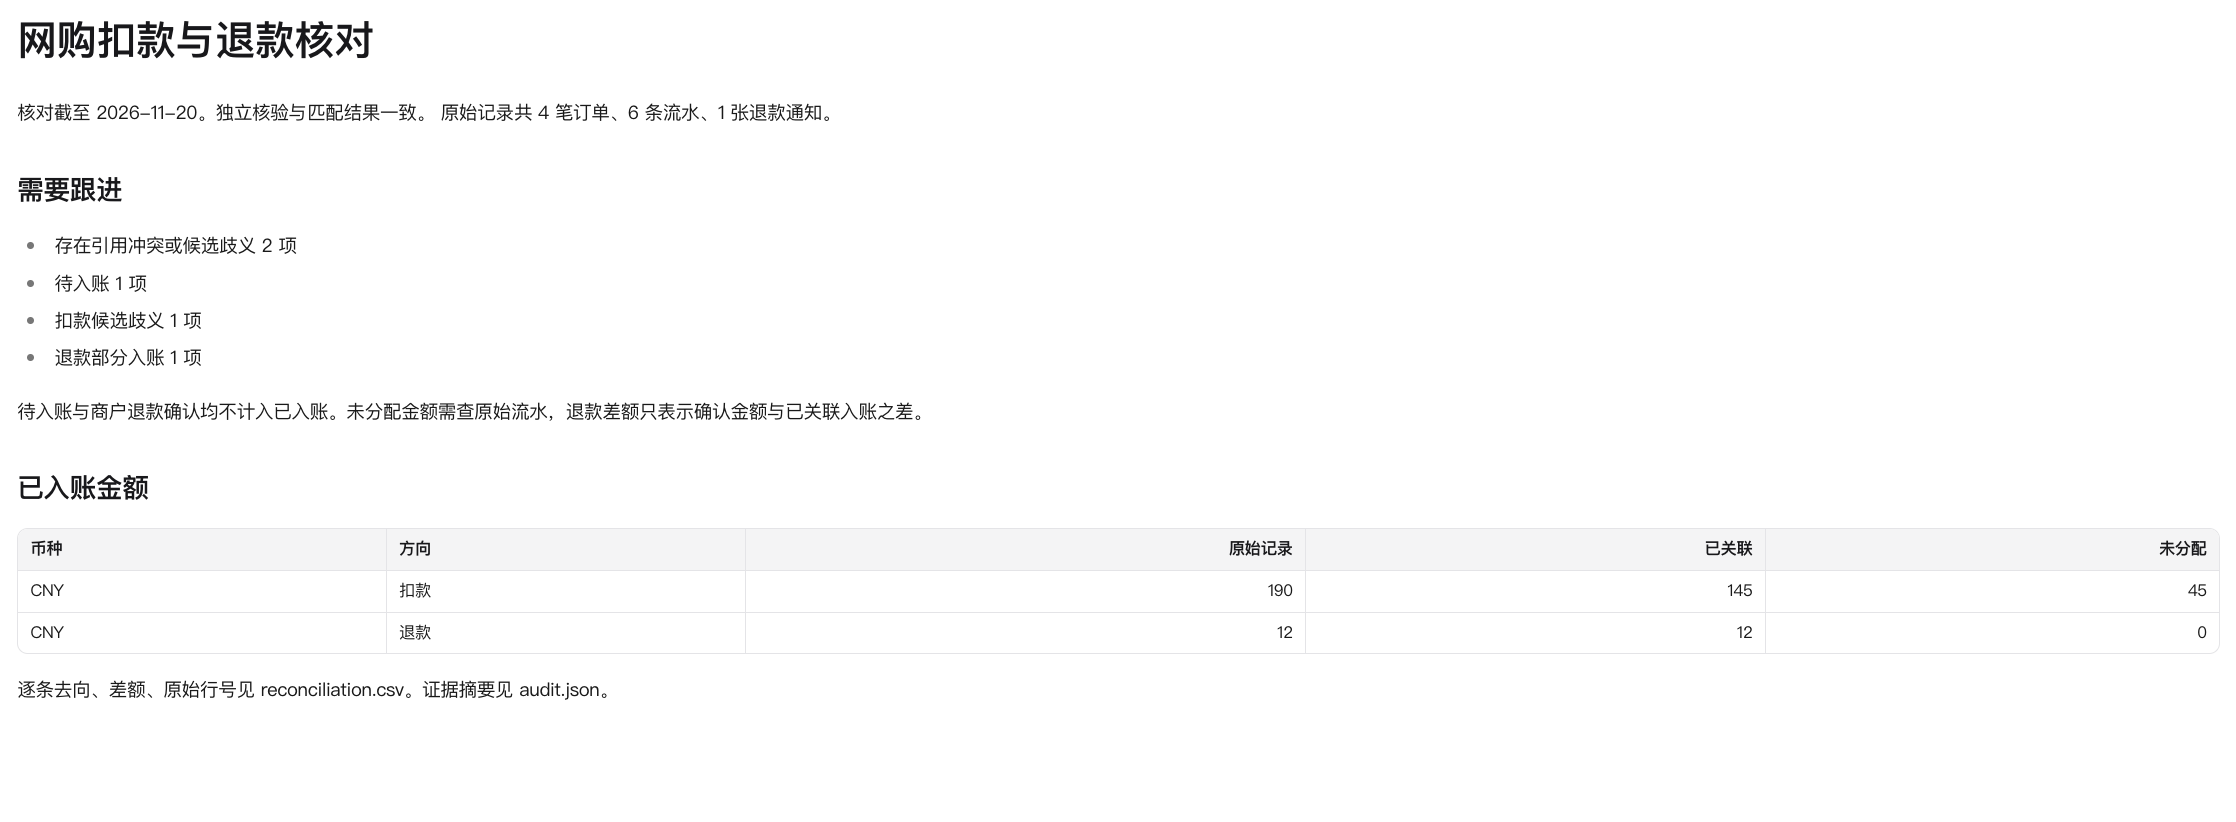 网购扣款与退款核对
核对截至 2026-11-20。独立核验与匹配结果一致。 原始记录共 4 笔订单、6 条流水、1 张退款通知。
需要跟进
存在引用冲突或候选歧义 2 项
待入账 1 项
扣款候选歧义 1 项
退款部分入账 1 项
待入账与商户退款确认均不计入已入账。未分配金额需查原始流水，退款差额只表示确认金额与已关联入账之差。
已入账金额
币种 方向 原始记录 已关联 未分配
CNY 扣款 190 145 45
CNY 退款 12 12 0
逐条去向、差额、原始行号见 reconciliation.csv。证据摘要见 audit.json。